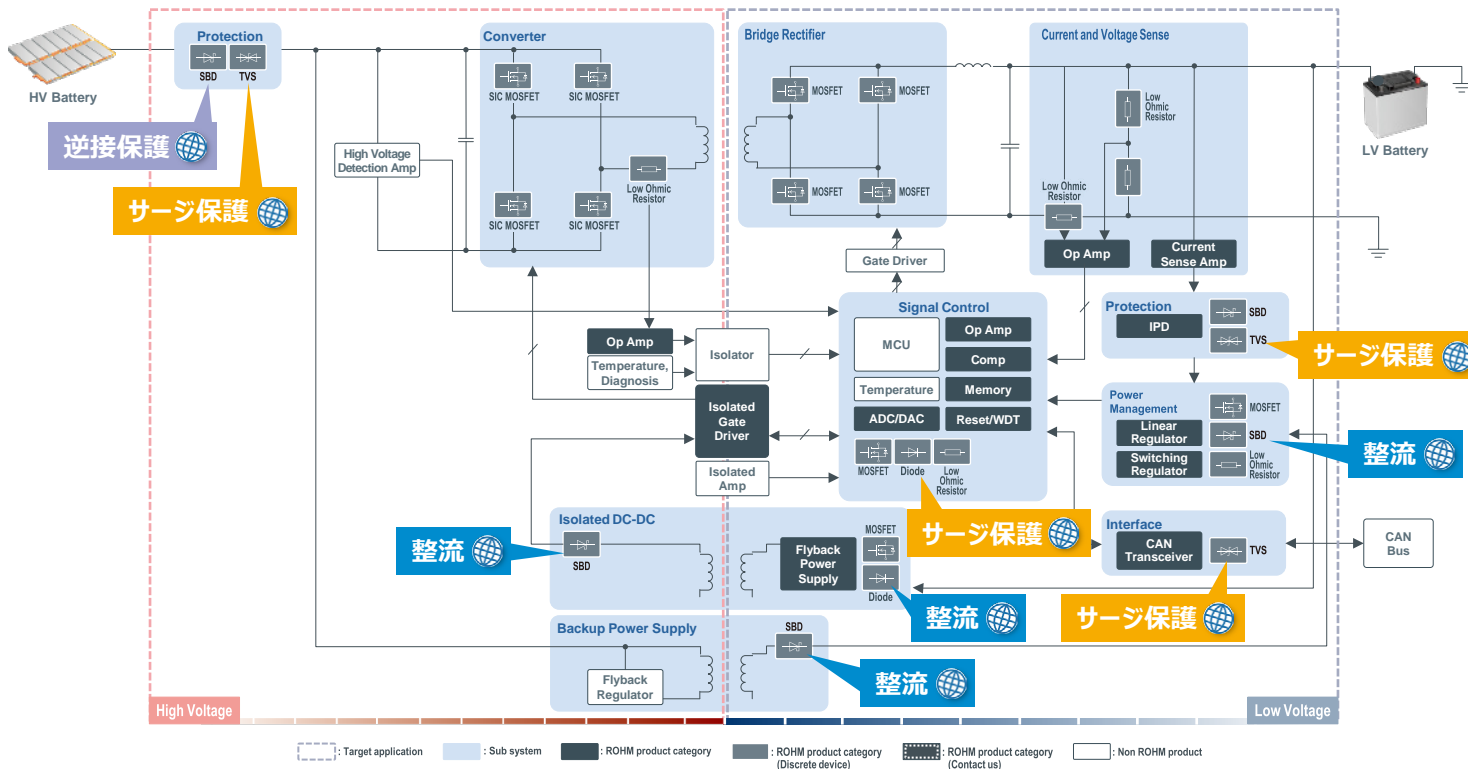 Protection
SBD
TVS
HV Battery
逆接保護
サージ保護
High Voltage
Detection Amp
Converter
SIC MOSFET
SIC MOSFET
Low Ohmic
Resistor
SIC MOSFET
SIC MOSFET
Bridge Rectifier
MOSFET
MOSFET
MOSFET
MOSFET
Gate Driver
Current and Voltage Sense
Low
Ohmic
Resistor
Low Ohmic
Resistor
Op Amp
Current
Sense Amp
LV Battery
Op Amp
Temperature,
Diagnosis
Isolator
Isolated
Gate
Driver
Isolated
Amp
Signal Control
MCU
Op Amp
Comp
Temperature
Memory
ADC/DAC
Reset/WDT
MOSFET
Diode
Low
Ohmic
Resistor
サージ保護
Protection
IPD
SBD
TVS
サージ保護
Power
Management
MOSFET
Linear
Regulator
SBD
Switching
Regulator
Low
Ohmic
Resistor
整流
Isolated DC-DC
SBD
整流
Flyback
Power
Supply
MOSFET
Diode
整流
Interface
CAN
Transceiver
TVS
サージ保護
CAN
Bus
Backup Power Supply
Flyback
Regulator
SBD
整流
High Voltage
Low Voltage
: Target application
: Sub system
: ROHM product category
: ROHM product category
(Discrete device)
: ROHM product category
(Contact us)
: Non ROHM product